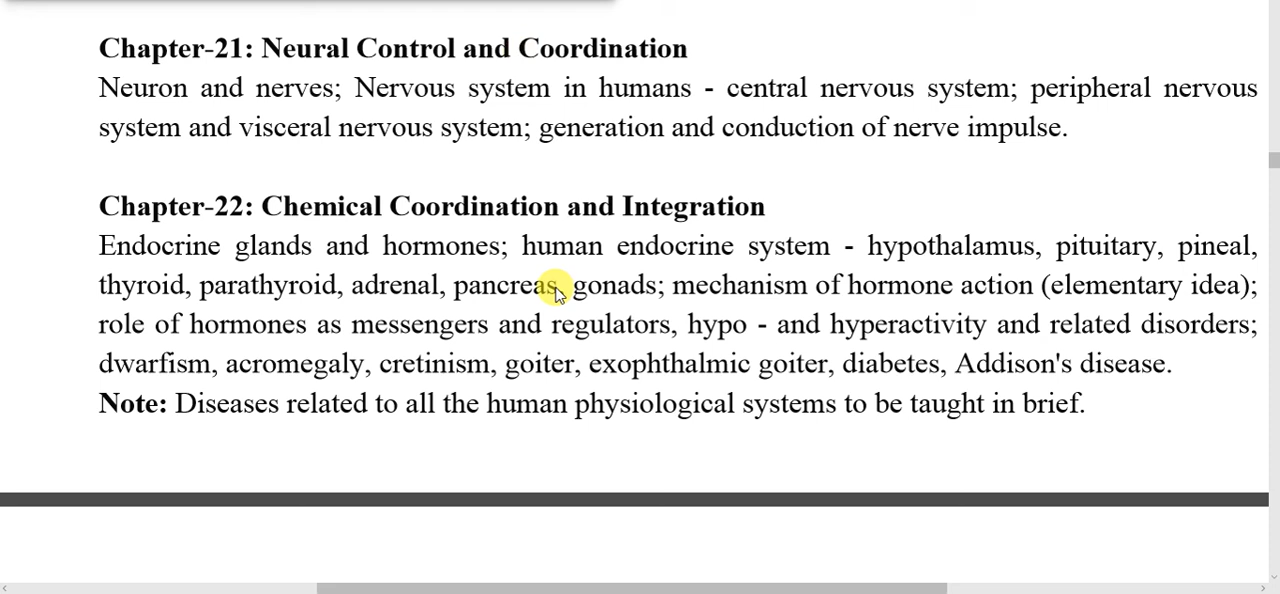 Chapter-21: Neural Control and Coordination
Neuron and nerves; Nervous system in humans - central nervous system; peripheral nervous
system and visceral nervous system; generation and conduction of nerve impulse.
Chapter-22: Chemical Coordination and Integration
Endocrine glands and hormones; human endocrine system - hypothalamus, pituitary, pineal,
thyroid, parathyroid, adrenal, pancreas, gonads; mechanism of hormone action (elementary idea);
role of hormones as messengers and regulators, hypo - and hyperactivity and related disorders;
dwarfism, acromegaly, cretinism, goiter, exophthalmic goiter, diabetes, Addison's disease.
Note: Diseases related to all the human physiological systems to be taught in brief.